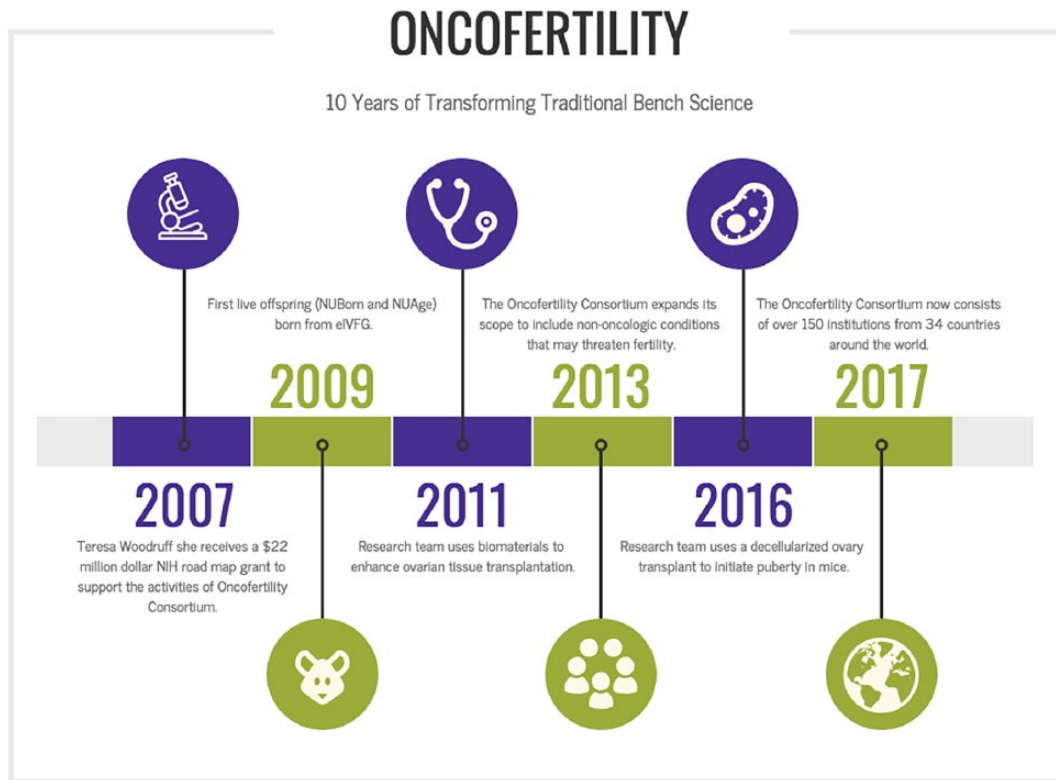 ONCOFERTILITY
10 Years of Transforming Traditional Bench Science
First live offspring (NUBorn and NUAge)
born from eIVFG.
2009
The Oncofertility Consortium expands its
scope to include non-oncologic conditions
that may threaten fertility.
2013
The Oncofertility Consortium now consists
of over 150 institutions from 34 countries
around the world.
2017
2007
Teresa Woodruff she receives a $22
million dollar NIH road map grant to
support the activities of Oncofertility
Consortium.
2011
Research team uses biomaterials to
enhance ovarian tissue transplantation.
2016
Research team uses a decellularized ovary
transplant to initiate puberty in mice.